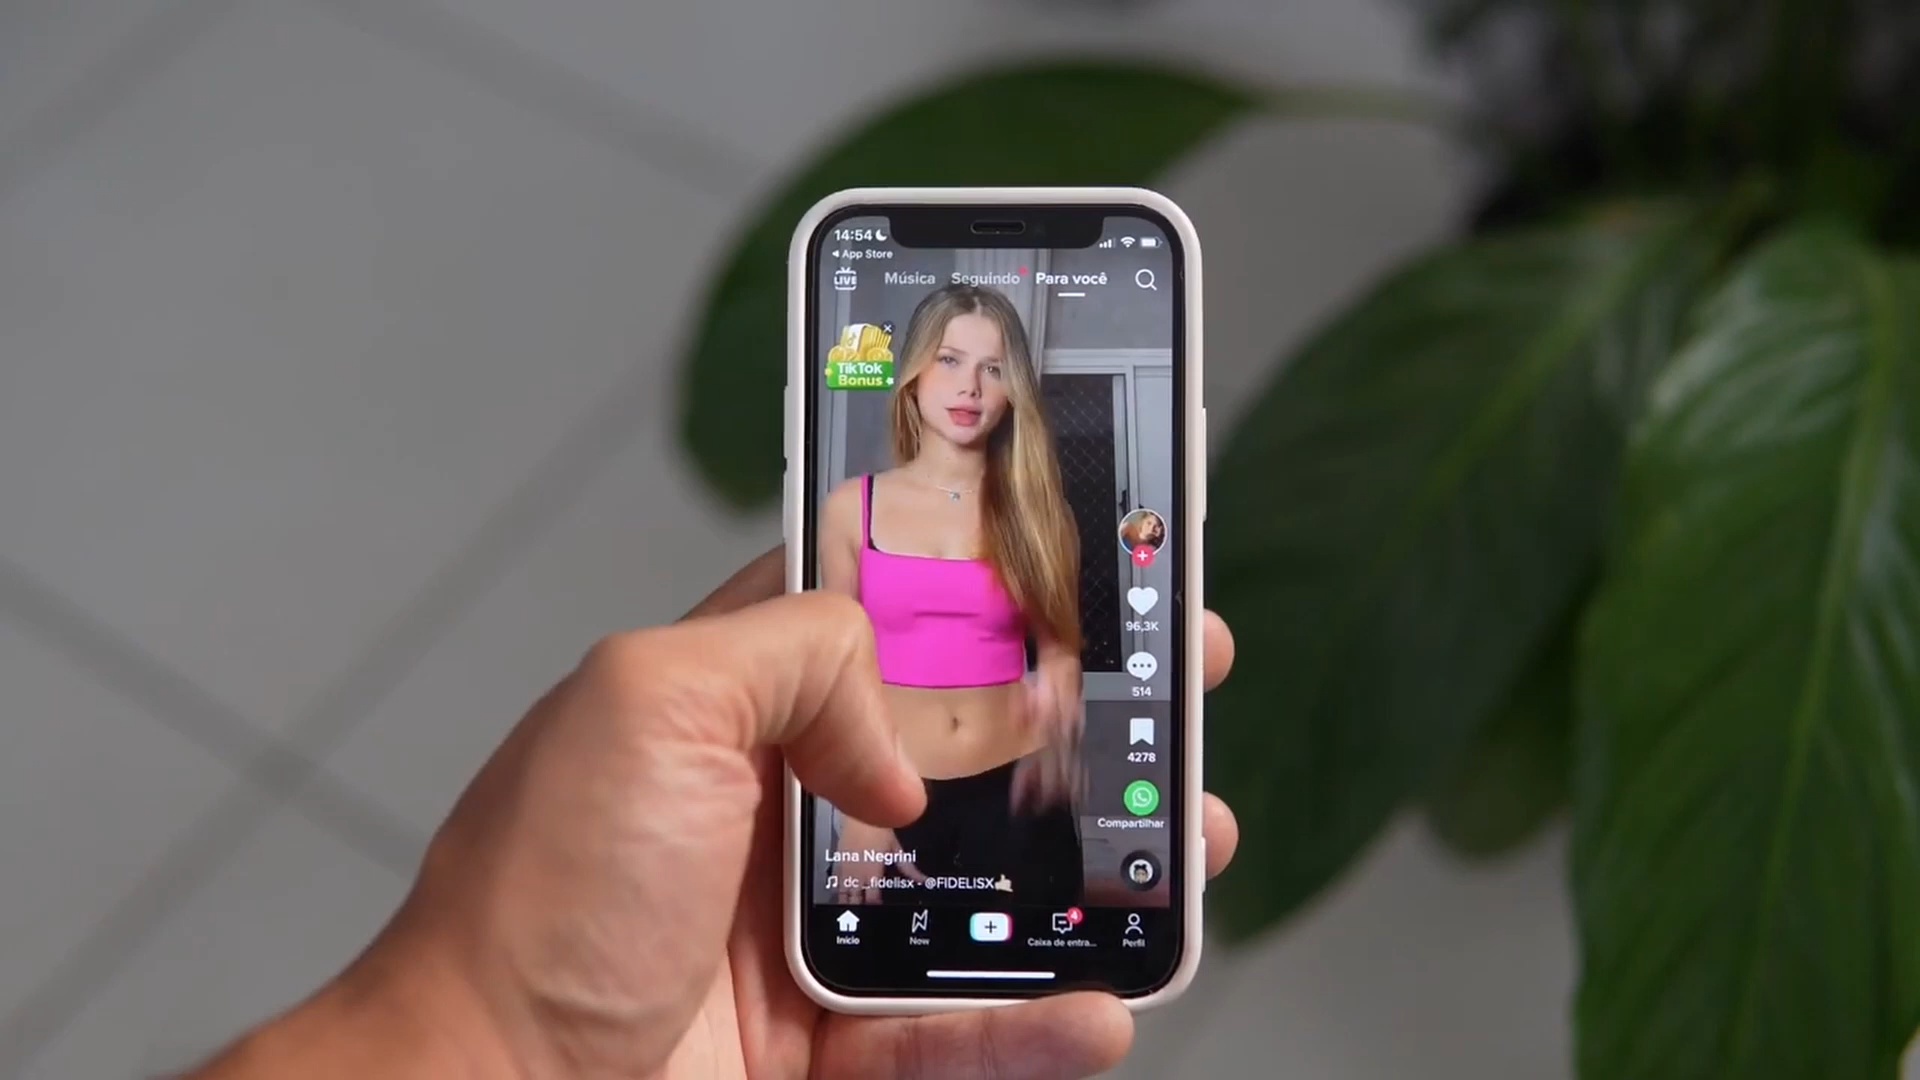 14:54
App Store
LIVE
Música Seguindo Para você
TikTok
Bonus
96,3K
514
4278
Compartilhar
Lana Negrini
dc _fidelisx - @FIDELISX🤙🏻
4
Início Now Caixa de entra... Perfil